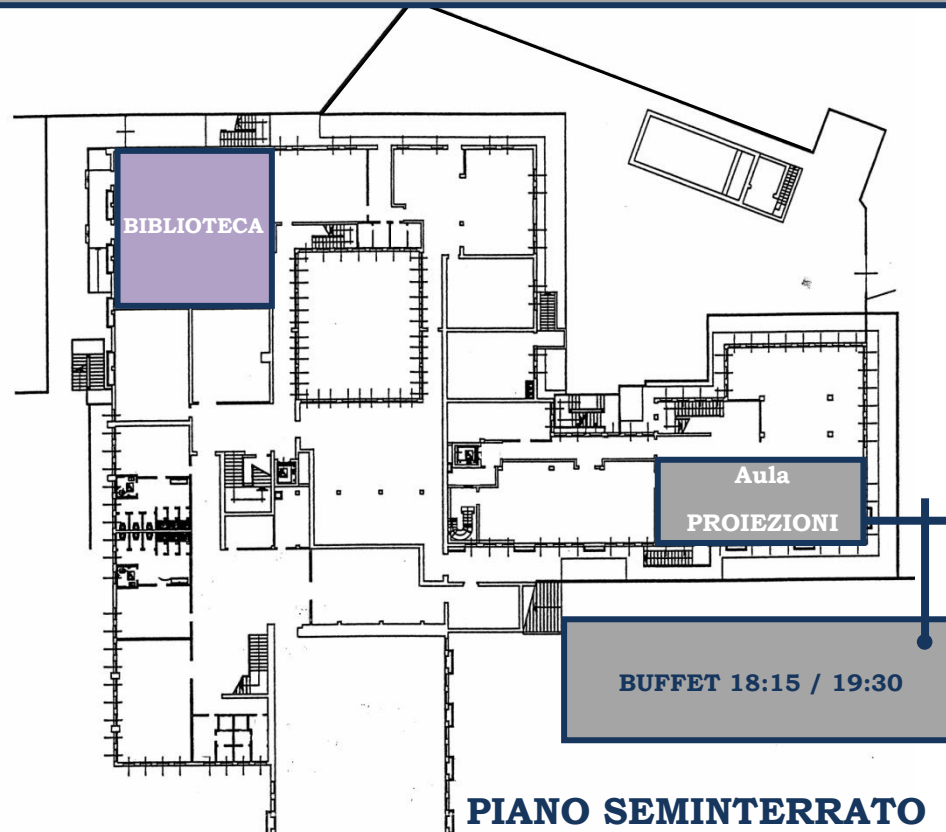 BIBLIOTECA
Aula
PROIEZIONI
BUFFET 18:15 / 19:30
PIANO SEMINTERRATO